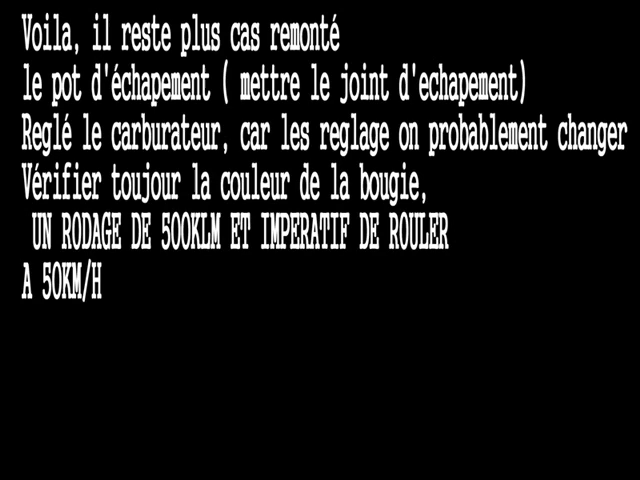 Voila, il reste plus cas remonté
le pot d'échapement ( mettre le joint d'echapement)
Reglé le carburateur, car les reglage on probablement changer
Vérifier toujour la couleur de la bougie,
UN RODAGE DE 500KLM ET IMPERATIF DE ROULER
A 50KM/H